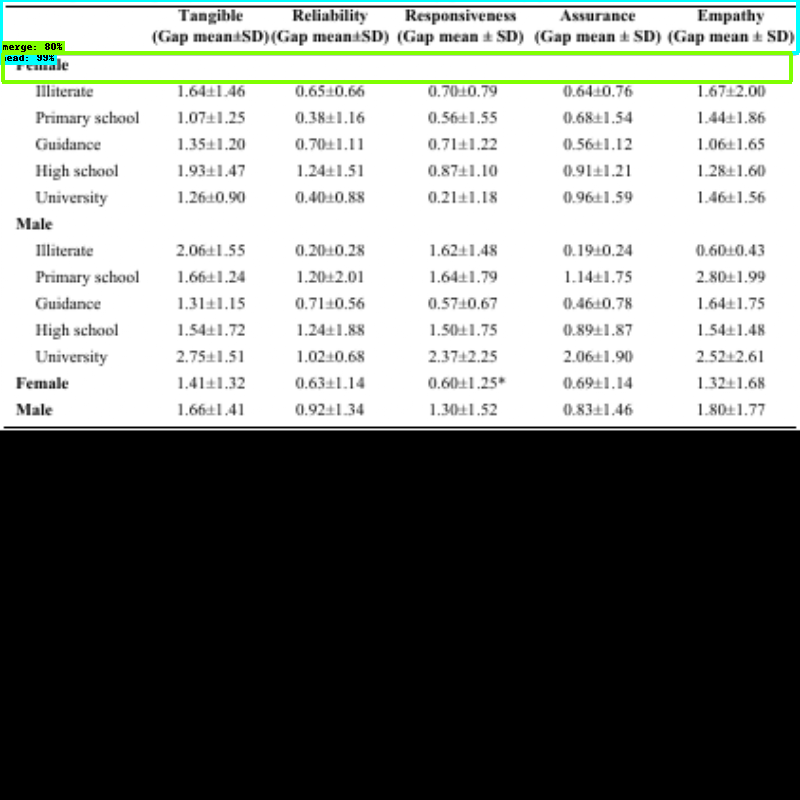 Tangible Reliability Responsiveness Assurance Empathy
(Gap mean±SD) (Gap mean±SD) (Gap mean ± SD) (Gap mean ± SD) (Gap mean ± SD)
merge: 80%
head: 99%
Female
Illiterate 1.64±1.46 0.65±0.66 0.70±0.79 0.64±0.76 1.67±2.00
Primary school 1.07±1.25 0.38±1.16 0.56±1.55 0.68±1.54 1.44±1.86
Guidance 1.35±1.20 0.70±1.11 0.71±1.22 0.56±1.12 1.06±1.65
High school 1.93±1.47 1.24±1.51 0.87±1.10 0.91±1.21 1.28±1.60
University 1.26±0.90 0.40±0.88 0.21±1.18 0.96±1.59 1.46±1.56
Male
Illiterate 2.06±1.55 0.20±0.28 1.62±1.48 0.19±0.24 0.60±0.43
Primary school 1.66±1.24 1.20±2.01 1.64±1.79 1.14±1.75 2.80±1.99
Guidance 1.31±1.15 0.71±0.56 0.57±0.67 0.46±0.78 1.64±1.75
High school 1.54±1.72 1.24±1.88 1.50±1.75 0.89±1.87 1.54±1.48
University 2.75±1.51 1.02±0.68 2.37±2.25 2.06±1.90 2.52±2.61
Female 1.41±1.32 0.63±1.14 0.60±1.25* 0.69±1.14 1.32±1.68
Male 1.66±1.41 0.92±1.34 1.30±1.52 0.83±1.46 1.80±1.77